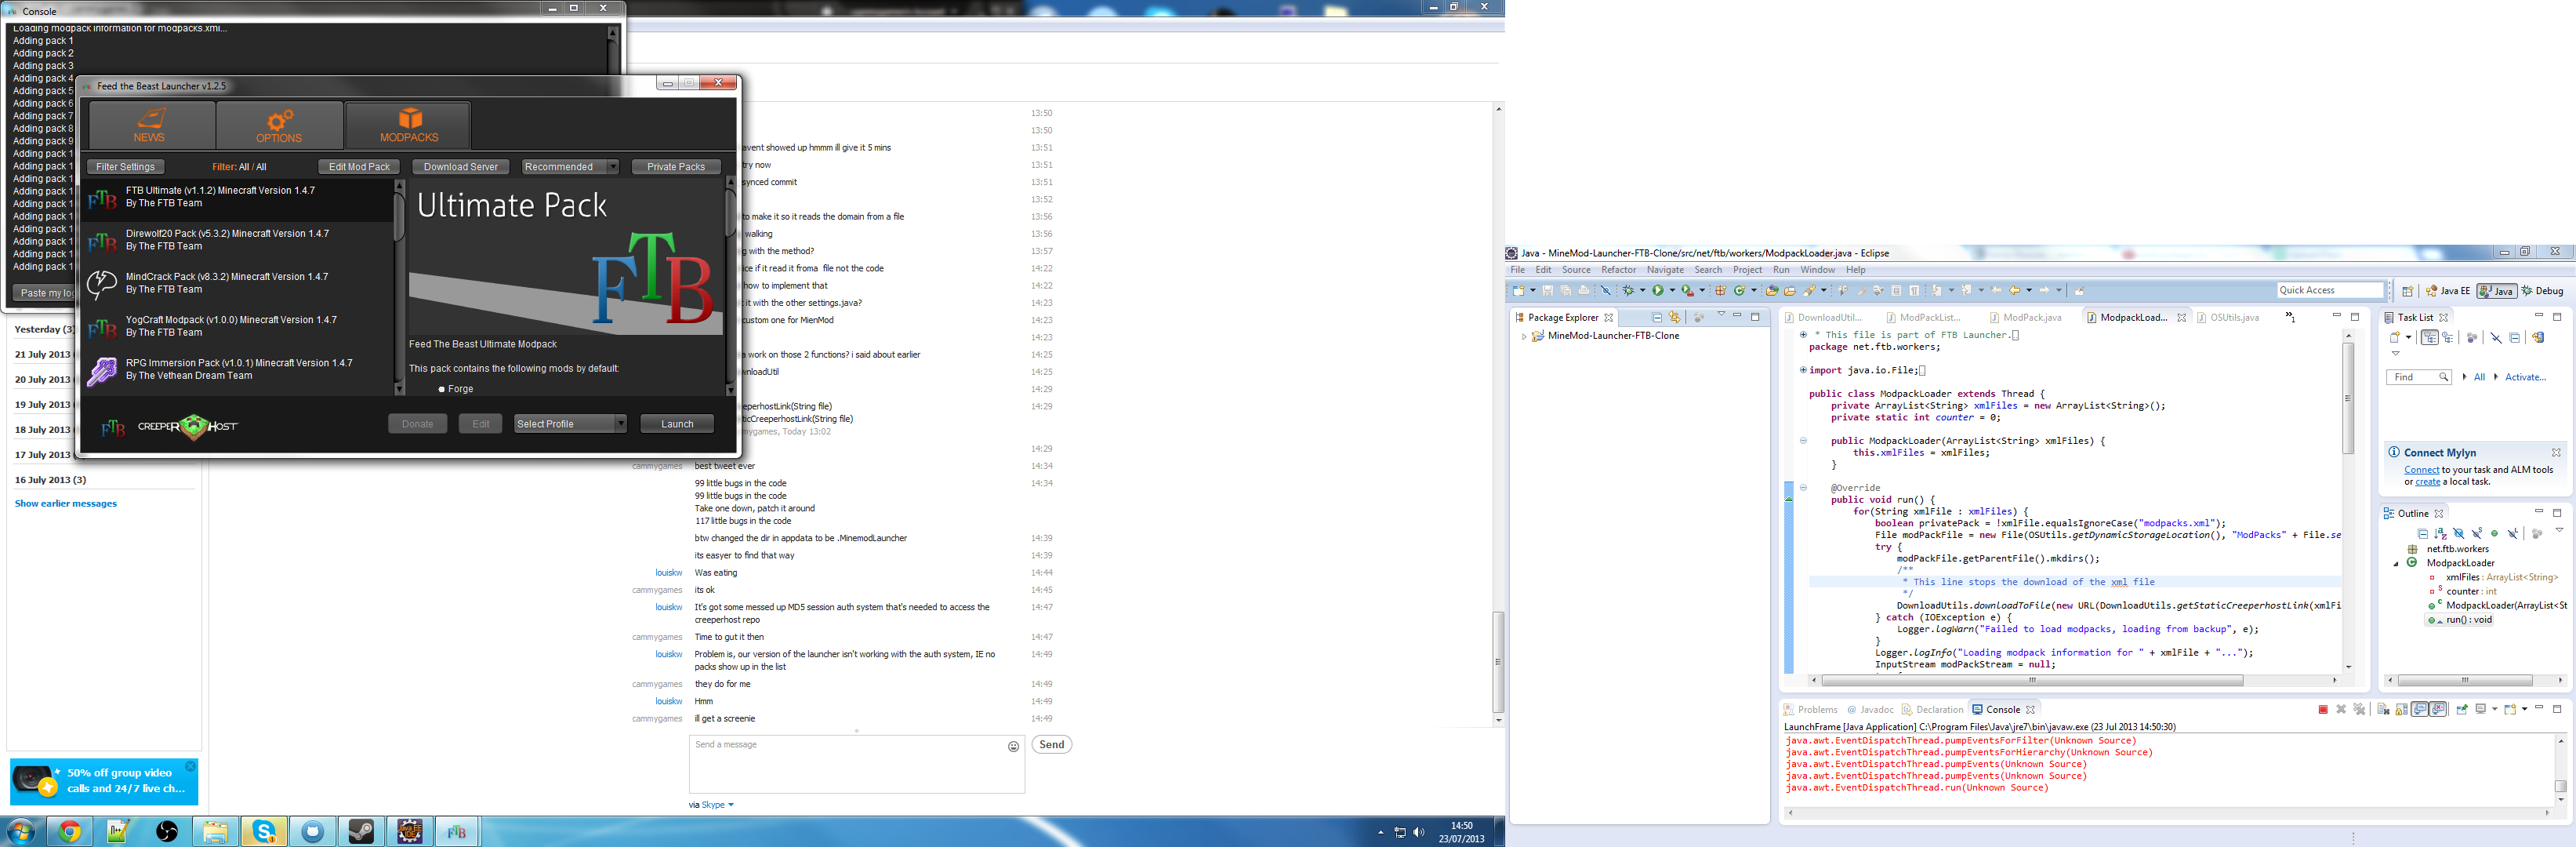 Console
Loading modpack information for modpacks.xml...
Adding pack 1
Adding pack 2
Adding pack 3
Adding pack 4
Adding pack 5
Adding pack 6
Adding pack 7
Adding pack 8
Adding pack 9
Adding pack 1
Adding pack 1
Adding pack 1
Adding pack 1
Adding pack 1
Adding pack 1
Adding pack 1
Adding pack 1
Adding pack 1
Adding pack 1
Paste my log
Feed the Beast Launcher v1.2.5
NEWS
OPTIONS
MODPACKS
Filter Settings
Filter: All / All
Edit Mod Pack
Download Server
Recommended
Private Packs
FTB Ultimate (v1.1.2) Minecraft Version 1.4.7
By The FTB Team
Direwolf20 Pack (v5.3.2) Minecraft Version 1.4.7
By The FTB Team
MindCrack Pack (v8.3.2) Minecraft Version 1.4.7
By The FTB Team
YogCraft Modpack (v1.0.0) Minecraft Version 1.4.7
By The FTB Team
RPG Immersion Pack (v1.0.1) Minecraft Version 1.4.7
By The Vethean Dream Team
Ultimate Pack
FTB
Feed The Beast Ultimate Modpack
This pack contains the following mods by default:
Forge
FTB
CREEPER HOST
Donate
Edit
Select Profile
Launch
Yesterday (3)
21 July 2013
20 July 2013
19 July 2013
18 July 2013
17 July 2013
16 July 2013 (3)
Show earlier messages
50% off group video
calls and 24/7 live ch...
13:50
13:50
avent showed up hmmm ill give it 5 mins 13:51
try now 13:51
synced commit 13:51
13:52
to make it so it reads the domain from a file 13:56
walking 13:56
g with the method? 13:57
ice if it read it froma file not the code 14:22
how to implement that 14:22
t it with the other settings.java? 14:23
custom one for MienMod 14:23
14:23
a work on those 2 functions? i said about earlier 14:25
wnloadUtil 14:25
14:29
reeperhostLink(String file) 14:29
ticCreeperhostLink(String file)
mmygames, Today 13:02
14:29
cammygames best tweet ever 14:34
99 little bugs in the code 14:34
99 little bugs in the code
Take one down, patch it around
117 little bugs in the code
btw changed the dir in appdata to be .MinemodLauncher 14:39
its easyer to find that way 14:39
louiskw Was eating 14:44
cammygames its ok 14:45
louiskw It's got some messed up MD5 session auth system that's needed to access the 14:47
creeperhost repo
cammygames Time to gut it then 14:47
louiskw Problem is, our version of the launcher isn't working with the auth system, IE no 14:49
packs show up in the list
cammygames they do for me 14:49
louiskw Hmm 14:49
cammygames ill get a screenie 14:49
Send a message
Send
via Skype
14:50
23/07/2013
Java - MineMod-Launcher-FTB-Clone/src/net/ftb/workers/ModpackLoader.java - Eclipse
File Edit Source Refactor Navigate Search Project Run Window Help
Quick Access
Java EE
Java
Debug
Package Explorer
MineMod-Launcher-FTB-Clone
DownloadUtil...
ModPackList...
ModPack.java
ModpackLoad...
OSUtils.java
»1
* This file is part of FTB Launcher.
package net.ftb.workers;
import java.io.File;
public class ModpackLoader extends Thread {
private ArrayList<String> xmlFiles = new ArrayList<String>();
private static int counter = 0;
public ModpackLoader(ArrayList<String> xmlFiles) {
this.xmlFiles = xmlFiles;
}
@Override
public void run() {
for(String xmlFile : xmlFiles) {
boolean privatePack = !xmlFile.equalsIgnoreCase("modpacks.xml");
File modPackFile = new File(OSUtils.getDynamicStorageLocation(), "ModPacks" + File.se
try {
modPackFile.getParentFile().mkdirs();
/**
* This line stops the download of the xml file
*/
DownloadUtils.downloadToFile(new URL(DownloadUtils.getStaticCreeperhostLink(xmlFi
} catch (IOException e) {
Logger.logWarn("Failed to load modpacks, loading from backup", e);
}
Logger.logInfo("Loading modpack information for " + xmlFile + "...");
InputStream modPackStream = null;
Task List
Find
All
Activate...
Connect Mylyn
Connect to your task and ALM tools
or create a local task.
Outline
net.ftb.workers
ModpackLoader
xmlFiles : ArrayList<String>
counter : int
ModpackLoader(ArrayList<St
run() : void
Problems
Javadoc
Declaration
Console
LaunchFrame [Java Application] C:\Program Files\Java\jre7\bin\javaw.exe (23 Jul 2013 14:50:30)
java.awt.EventDispatchThread.pumpEventsForFilter(Unknown Source)
java.awt.EventDispatchThread.pumpEventsForHierarchy(Unknown Source)
java.awt.EventDispatchThread.pumpEvents(Unknown Source)
java.awt.EventDispatchThread.pumpEvents(Unknown Source)
java.awt.EventDispatchThread.run(Unknown Source)